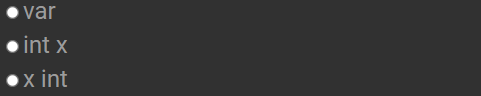 var
int x
x int